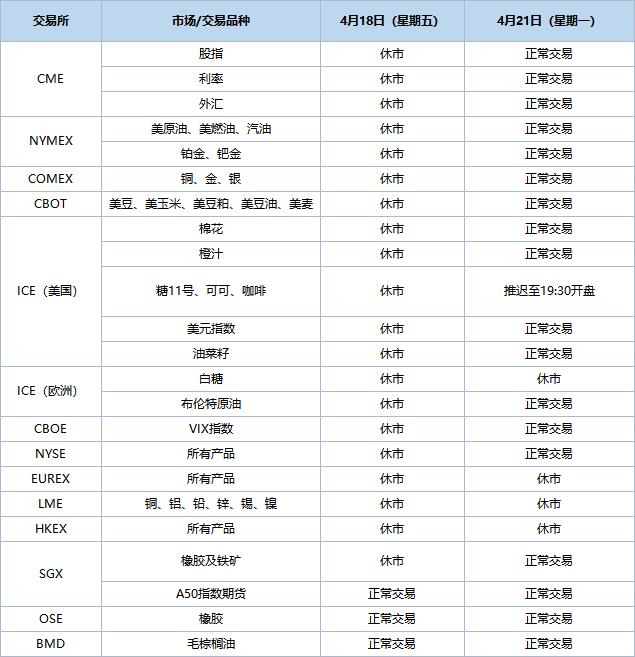 交易所 市场/交易品种 4月18日（星期五） 4月21日（星期一）
CME 股指 休市 正常交易
利率 休市 正常交易
外汇 休市 正常交易
NYMEX 美原油、美燃油、汽油 休市 正常交易
铂金、钯金 休市 正常交易
COMEX 铜、金、银 休市 正常交易
CBOT 美豆、美玉米、美豆粕、美豆油、美麦 休市 正常交易
ICE（美国） 棉花 休市 正常交易
橙汁 休市 正常交易
糖11号、可可、咖啡 休市 推迟至19:30开盘
美元指数 休市 正常交易
油菜籽 休市 正常交易
ICE（欧洲） 白糖 休市 休市
布伦特原油 休市 正常交易
CBOE VIX指数 休市 正常交易
NYSE 所有产品 休市 正常交易
EUREX 所有产品 休市 休市
LME 铜、铝、铅、锌、锡、镍 休市 休市
HKEX 所有产品 休市 休市
SGX 橡胶及铁矿 休市 正常交易
A50指数期货 正常交易 正常交易
OSE 橡胶 正常交易 正常交易
BMD 毛棕榈油 正常交易 正常交易